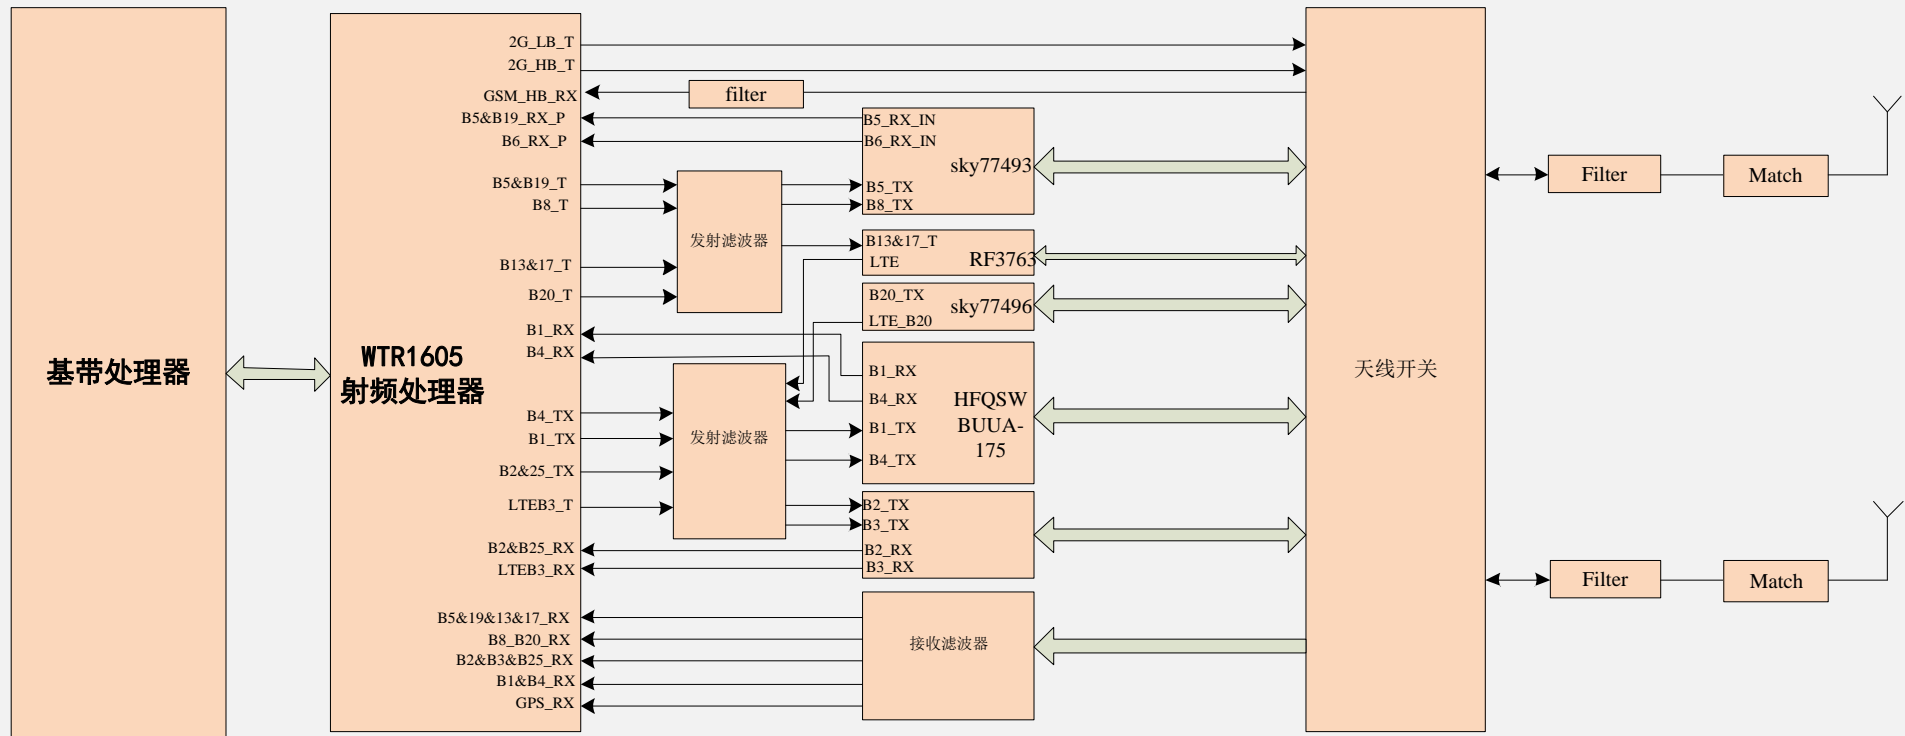 基带处理器
WTR1605
射频处理器
2G_LB_T
2G_HB_T
GSM_HB_RX
B5&B19_RX_P
B6_RX_P
B5&B19_T
B8_T
B13&17_T
B20_T
B1_RX
B4_RX
B4_TX
B1_TX
B2&25_TX
LTEB3_T
B2&B25_RX
LTEB3_RX
B5&19&13&17_RX
B8_B20_RX
B2&B3&B25_RX
B1&B4_RX
GPS_RX
filter
发射滤波器
发射滤波器
B5_RX_IN
B6_RX_IN
sky77493
B5_TX
B8_TX
B13&17_T
LTE
RF3763
B20_TX
sky77496
LTE_B20
B1_RX
B4_RX
B1_TX
B4_TX
HFQSW
BUUA-
175
B2_TX
B3_TX
B2_RX
B3_RX
接收滤波器
天线开关
Filter
Match
Filter
Match